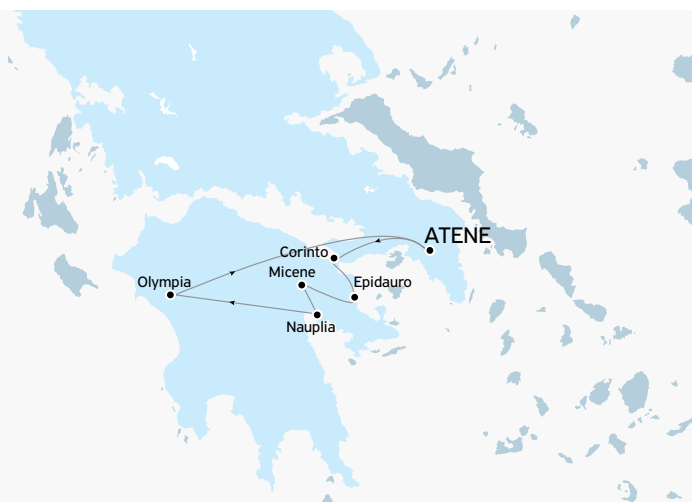 ATENE
Corinto
Micene
Olympia
Epidauro
Nauplia